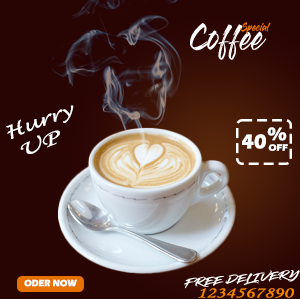 Special
Coffee
Hurry
UP
40%
OFF
ODER NOW
FREE DELIVERY
1234567890